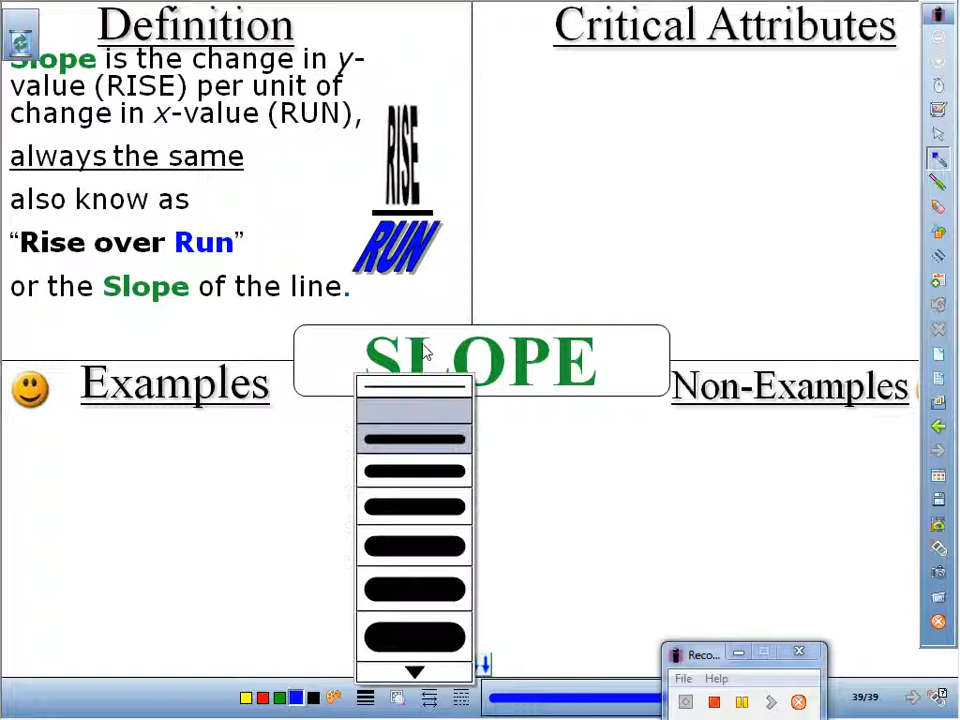 Definition
Slope is the change in y-
value (RISE) per unit of
change in x-value (RUN),
always the same
also know as
“Rise over Run”
or the Slope of the line.
RISE
RUN
Critical Attributes
SLOPE
Examples
Non-Examples
Reco...
File Help
39/39